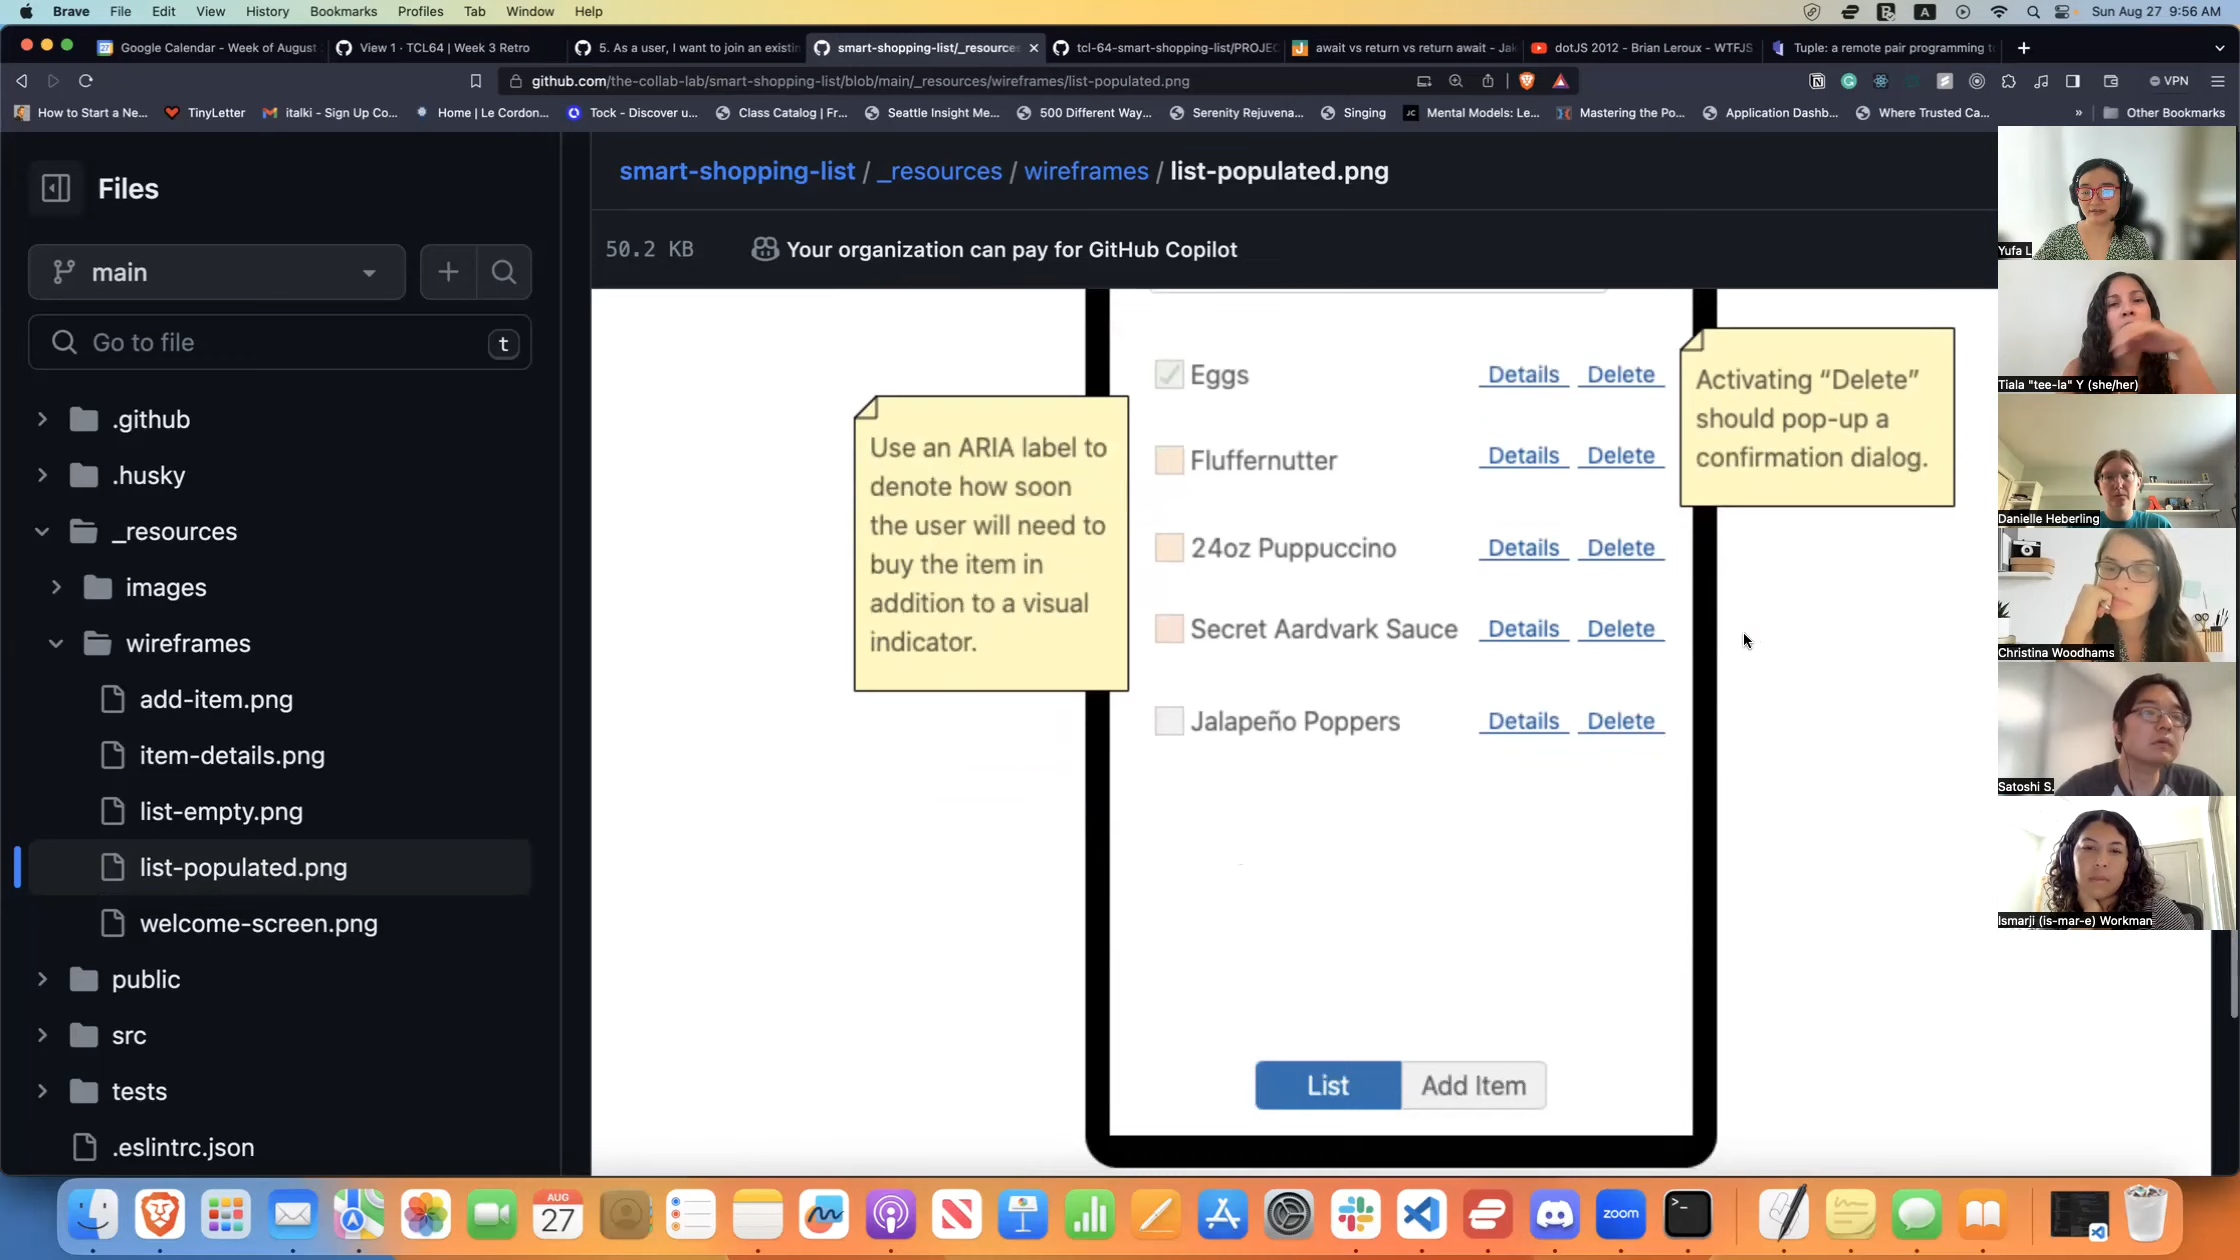 Brave File Edit View History Bookmarks Profiles Tab Window Help
A
Sun Aug 27 9:56 AM
Google Calendar - Week of August
View 1 · TCL64 | Week 3 Retro
5. As a user, I want to join an existin
smart-shopping-list/_resources
tcl-64-smart-shopping-list/PROJEC
await vs return vs return await - Jak
dotJS 2012 - Brian Leroux - WTFJS
Tuple: a remote pair programming to
github.com/the-collab-lab/smart-shopping-list/blob/main/_resources/wireframes/list-populated.png
VPN
How to Start a Ne...
TinyLetter
italki - Sign Up Co...
Home | Le Cordon...
Tock - Discover u...
Class Catalog | Fr...
Seattle Insight Me...
500 Different Way...
Serenity Rejuvena...
Singing
JC
Mental Models: Le...
Mastering the Po...
Application Dashb...
Where Trusted Ca...
»
Other Bookmarks
Files
main
Go to file
t
.github
.husky
_resources
images
wireframes
add-item.png
item-details.png
list-empty.png
list-populated.png
welcome-screen.png
public
src
tests
.eslintrc.json
smart-shopping-list / _resources / wireframes / list-populated.png
50.2 KB
Your organization can pay for GitHub Copilot
Use an ARIA label to
denote how soon
the user will need to
buy the item in
addition to a visual
indicator.
Eggs Details Delete
Fluffernutter Details Delete
24oz Puppuccino Details Delete
Secret Aardvark Sauce Details Delete
Jalapeño Poppers Details Delete
Activating “Delete”
should pop-up a
confirmation dialog.
List
Add Item
Yufa L
Tiala "tee-la" Y (she/her)
Danielle Heberling
Christina Woodhams
Satoshi S.
Ismarji (is-mar-e) Workman
AUG
27
zoom